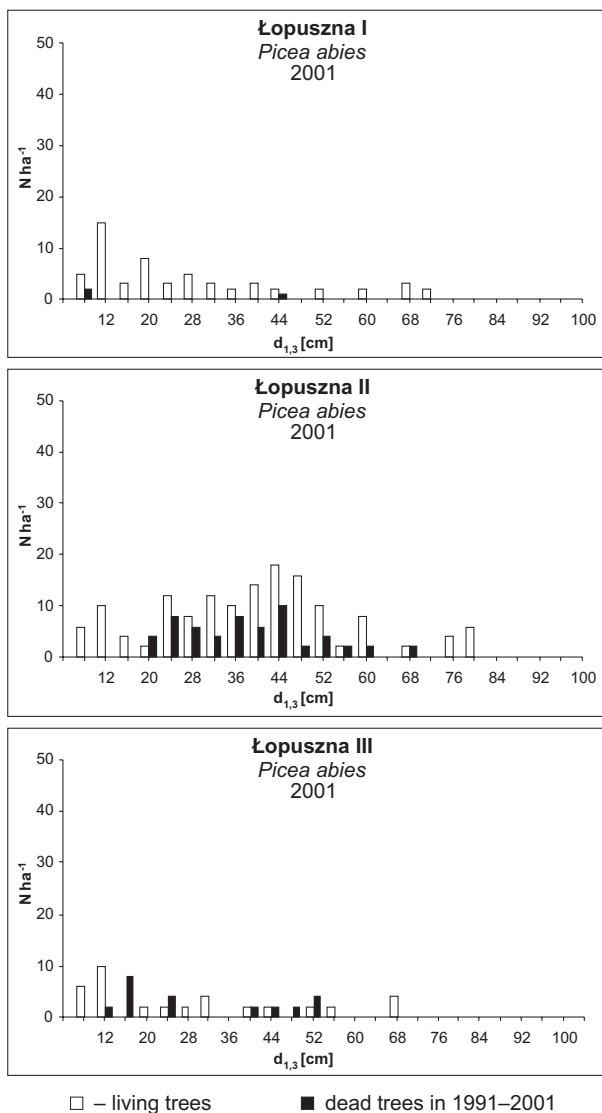 Łopuszna I
Picea abies
2001
50
40
30
20
10
0
N ha⁻¹
12 20 28 36 44 52 60 68 76 84 92 100
d₁,₃ [cm]
Łopuszna II
Picea abies
2001
50
40
30
20
10
0
N ha⁻¹
12 20 28 36 44 52 60 68 76 84 92 100
d₁,₃ [cm]
Łopuszna III
Picea abies
2001
50
40
30
20
10
0
N ha⁻¹
12 20 28 36 44 52 60 68 76 84 92 100
d₁,₃ [cm]
– living trees
dead trees in 1991–2001